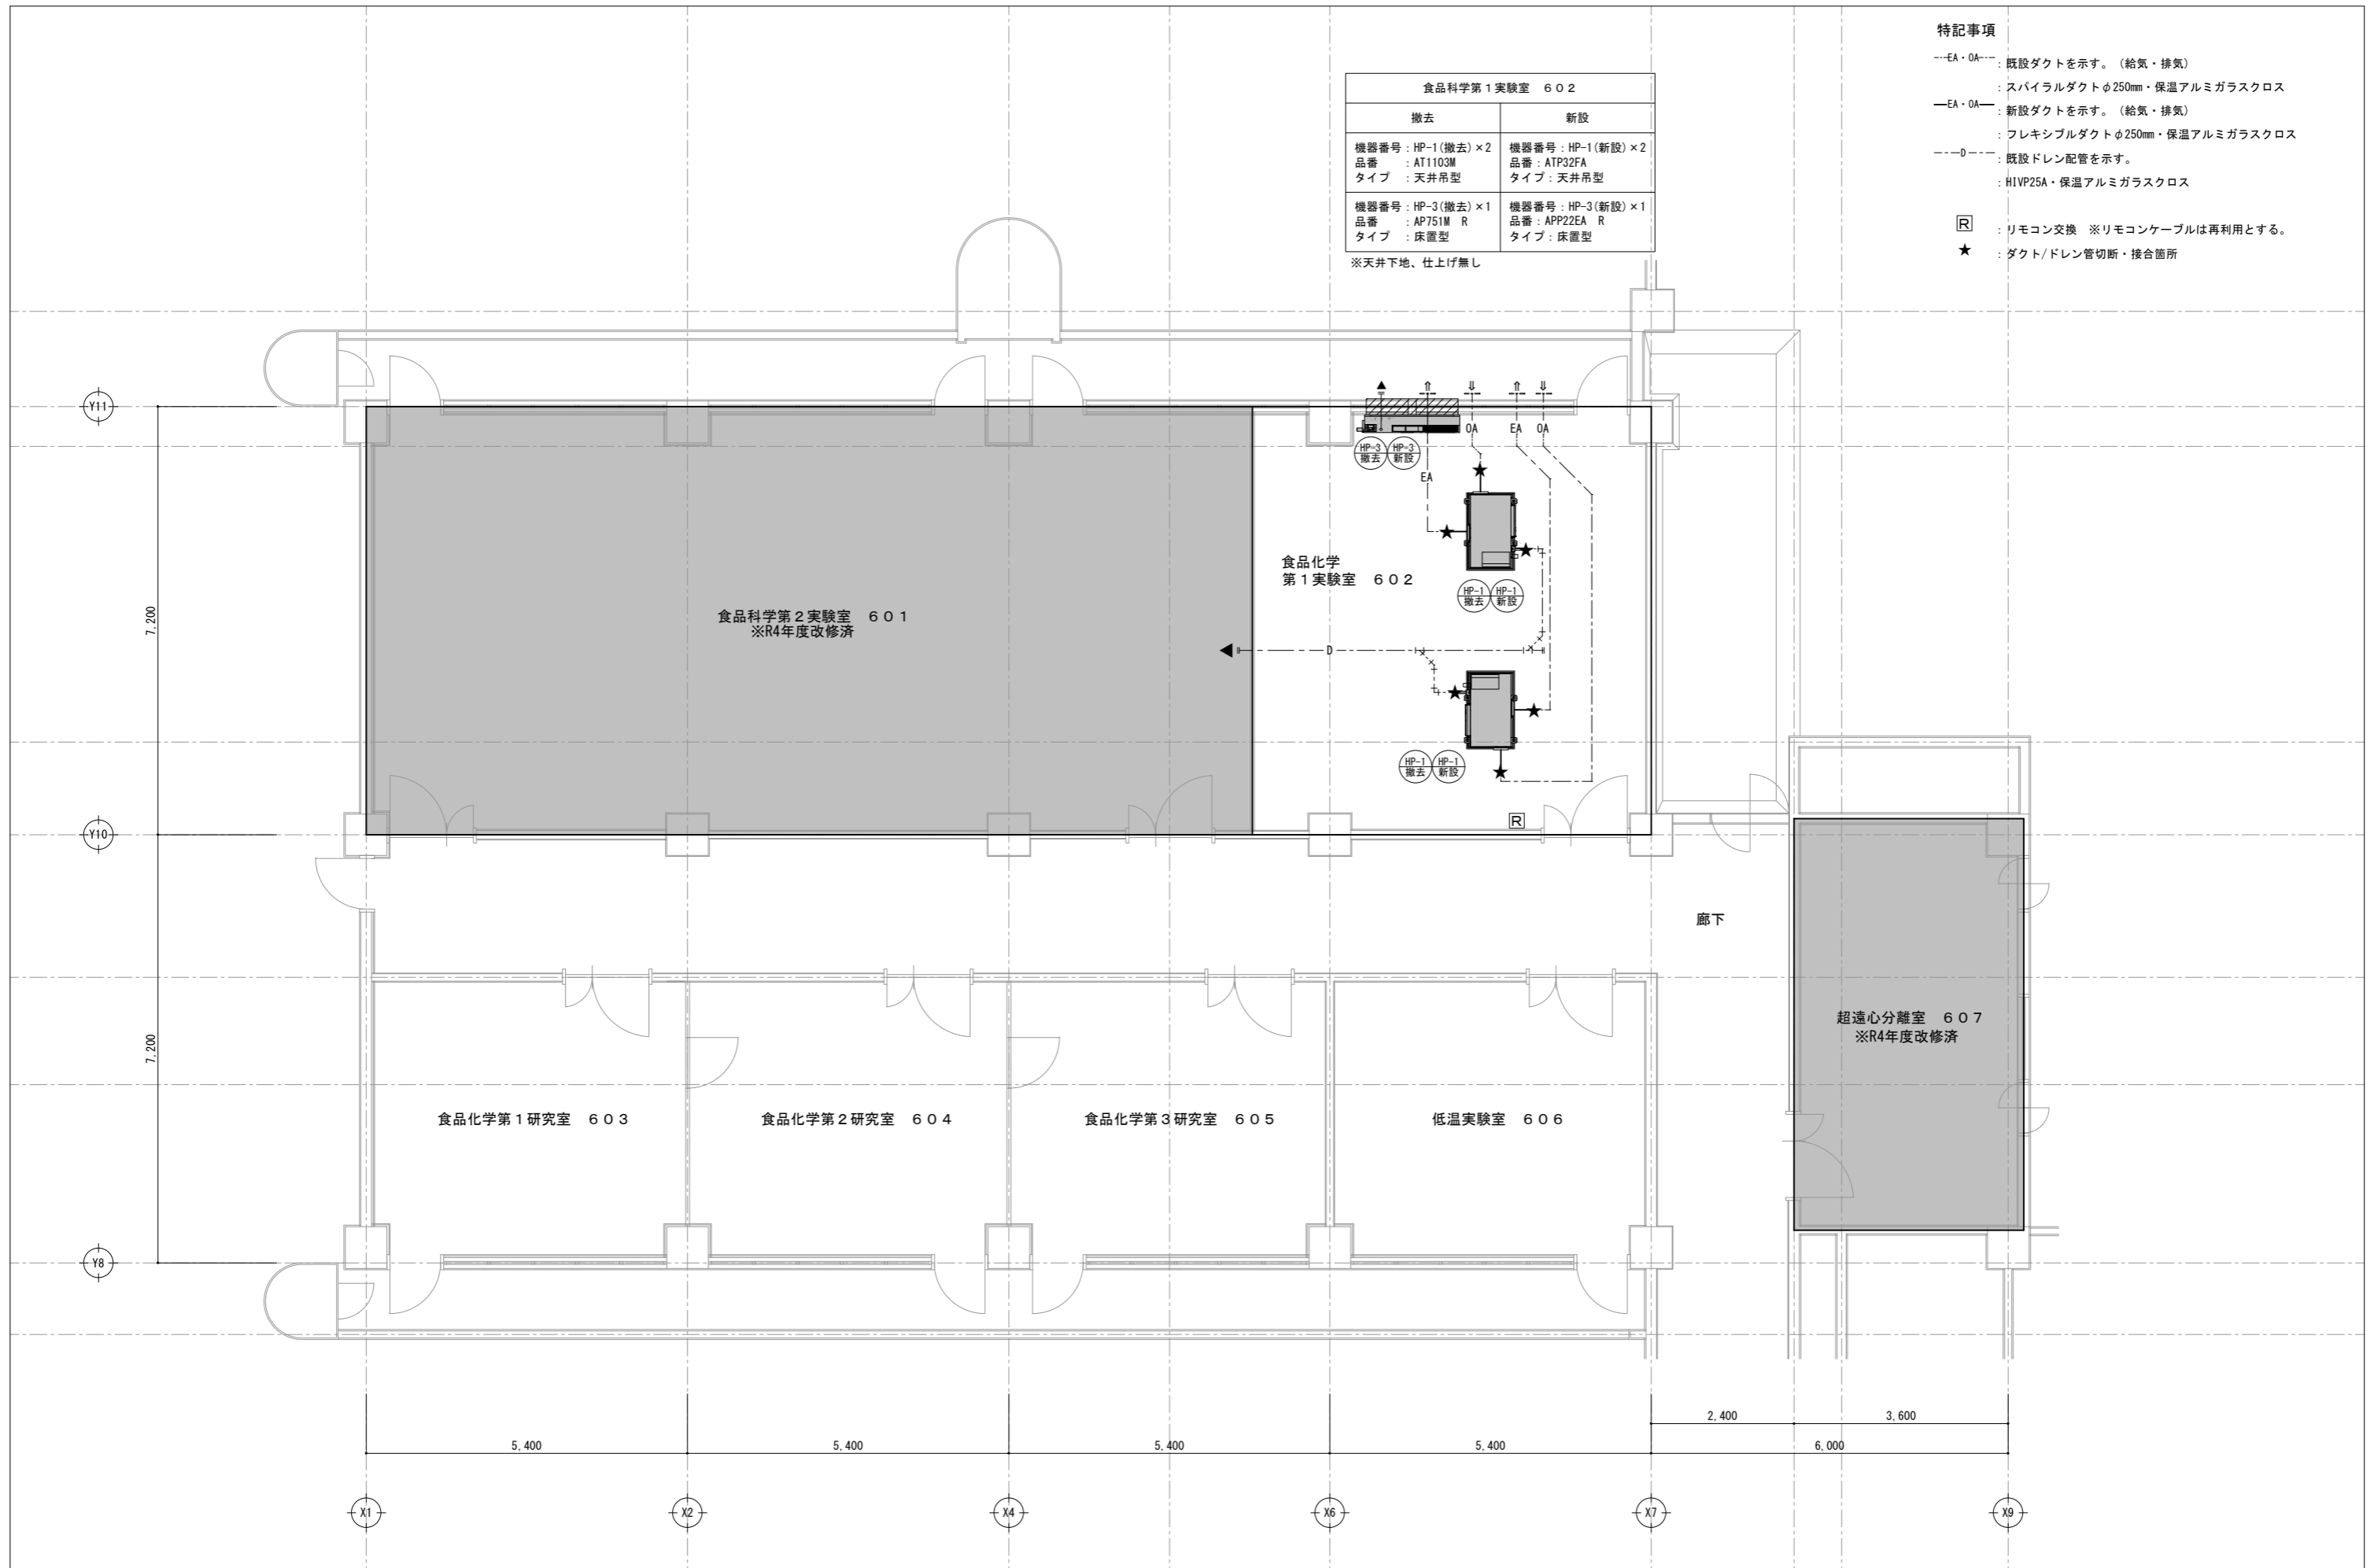 特記事項
EA・OA ：既設ダクトを示す。（給気・排気）
：スパイラルダクトφ250mm・保温アルミガラスクロス
EA・OA ：新設ダクトを示す。（給気・排気）
：フレキシブルダクトφ250mm・保温アルミガラスクロス
D ：既設ドレン配管を示す。
：HIVP25A・保温アルミガラスクロス
R ：リモコン交換　※リモコンケーブルは再利用とする。
★ ：ダクト/ドレン管切断・接合箇所
食品科学第１実験室　６０２
撤去　新設
機器番号：HP-1(撤去)×2　機器番号：HP-1(新設)×2
品番　：AT1103M　品番：ATP32FA
タイプ　：天井吊型　タイプ：天井吊型
機器番号：HP-3(撤去)×1　機器番号：HP-3(新設)×1
品番　：AP751M　R　品番：APP22EA　R
タイプ　：床置型　タイプ：床置型
※天井下地、仕上げ無し
Y11
OA　EA　OA
HP-3 撤去　HP-3 新設
EA
食品化学
第１実験室　６０２
HP-1 撤去　HP-1 新設
7,200
食品科学第２実験室　６０１
※R4年度改修済
D
HP-1 撤去　HP-1 新設
R
Y10
廊下
7,200
超遠心分離室　６０７
※R4年度改修済
食品化学第１研究室　６０３
食品化学第２研究室　６０４
食品化学第３研究室　６０５
低温実験室　６０６
Y8
2,400　3,600
5,400　5,400　5,400　5,400　6,000
X1　X2　X4　X6　X7　X9